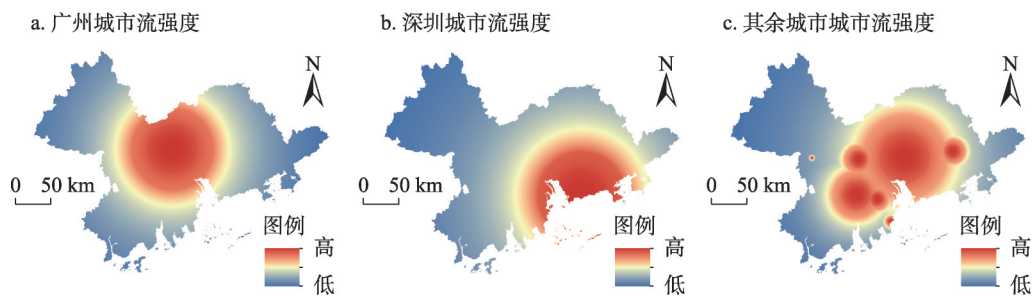 a. 广州城市流强度
N
0 50 km
图例
高
低
b. 深圳城市流强度
N
0 50 km
图例
高
低
c. 其余城市城市流强度
N
0 50 km
图例
高
低